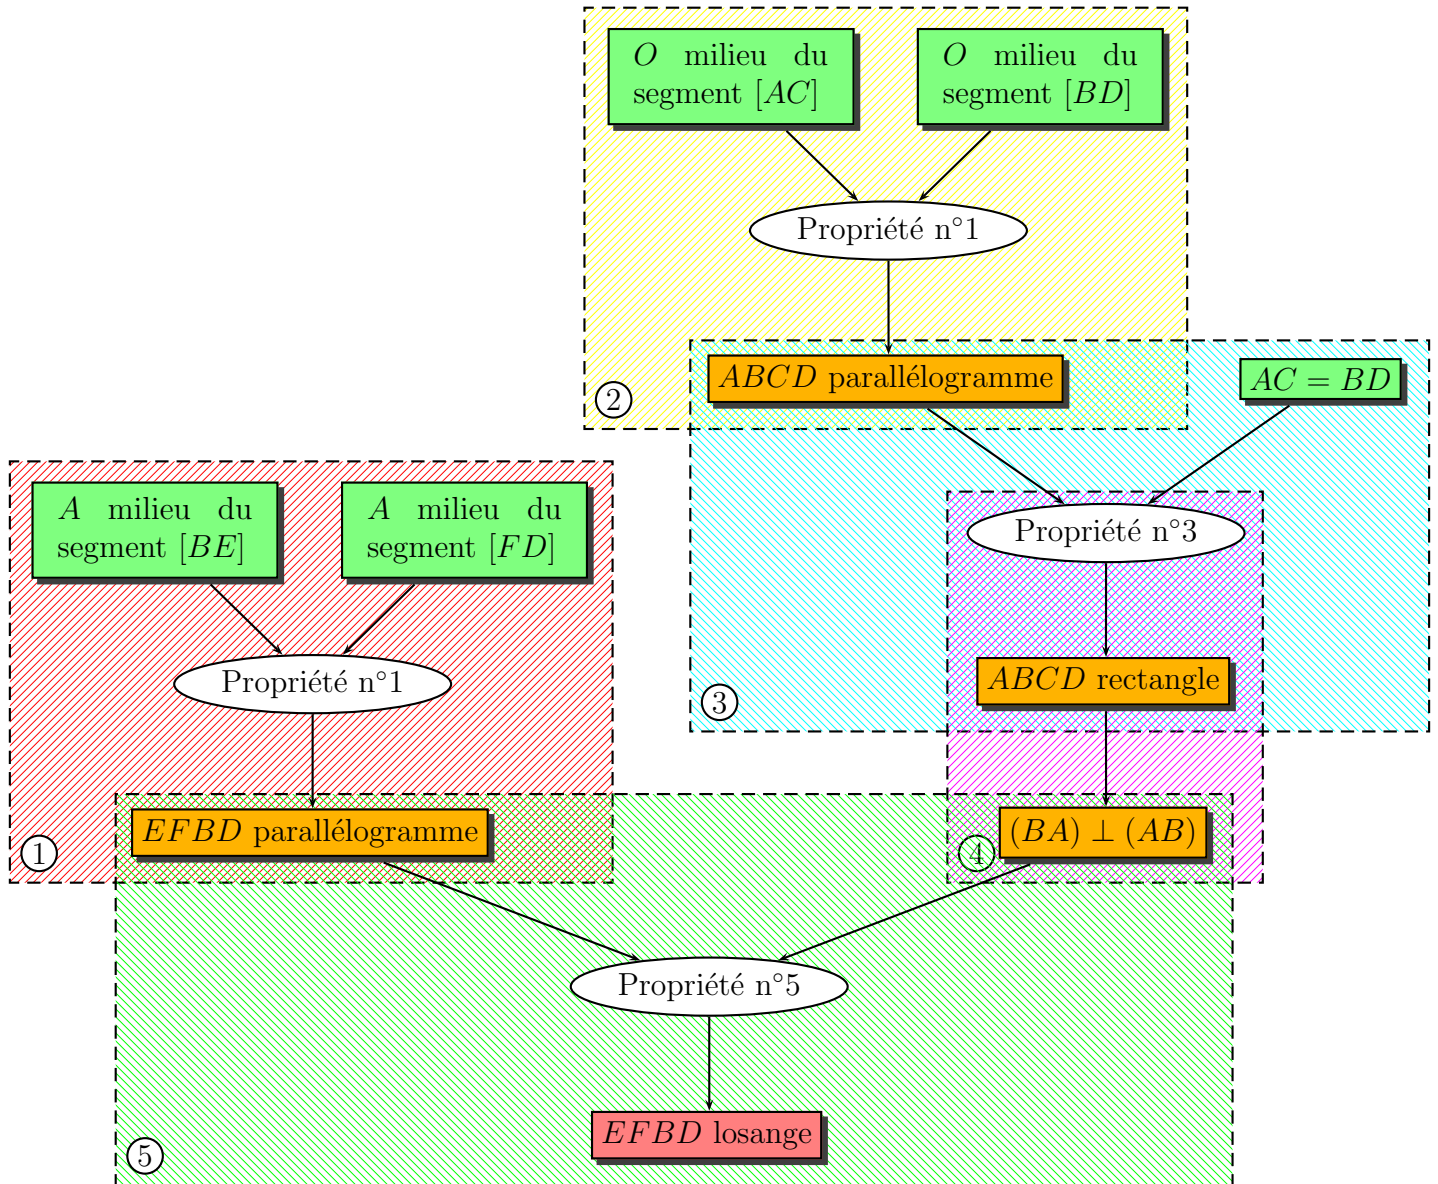 O milieu du
segment [AC]
O milieu du
segment [BD]
Propriété n°1
ABCD parallélogramme
AC = BD
2
A milieu du
segment [BE]
A milieu du
segment [FD]
Propriété n°3
Propriété n°1
ABCD rectangle
3
EFBD parallélogramme
(BA) ⊥ (AB)
1
4
Propriété n°5
EFBD losange
5